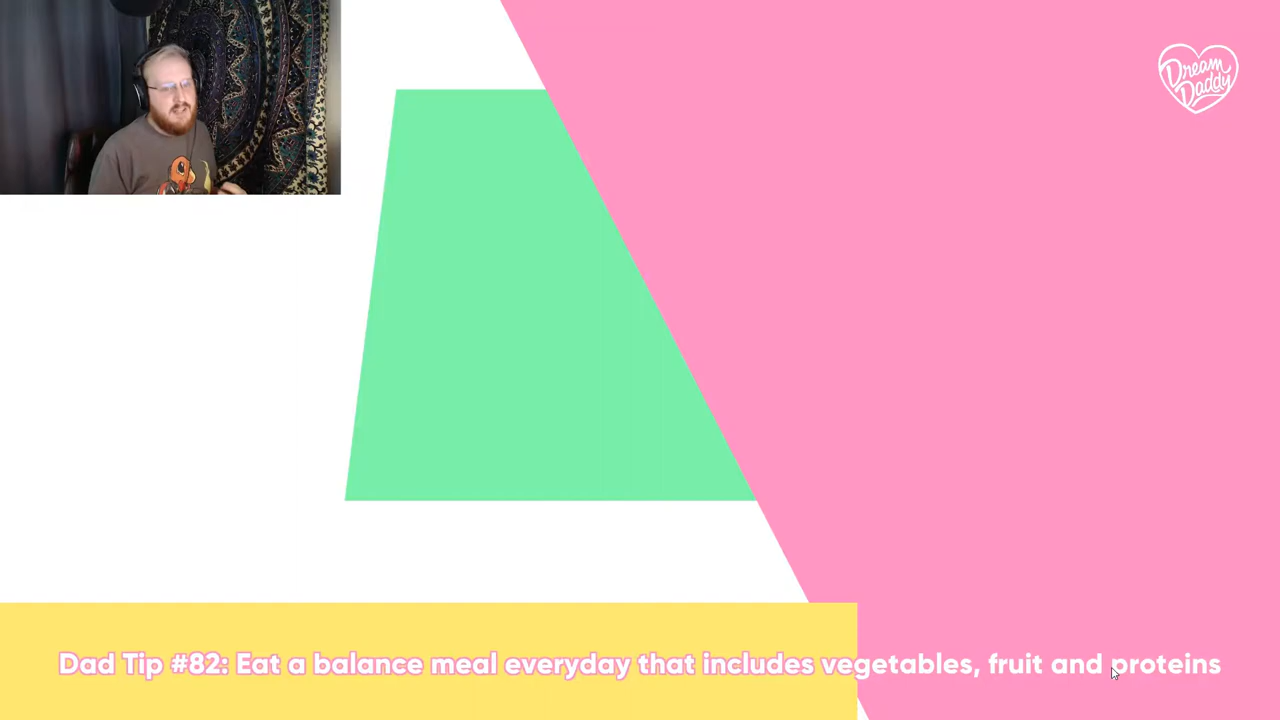 Dream
Daddy
Dad Tip #82: Eat a balance meal everyday that includes vegetables, fruit and proteins